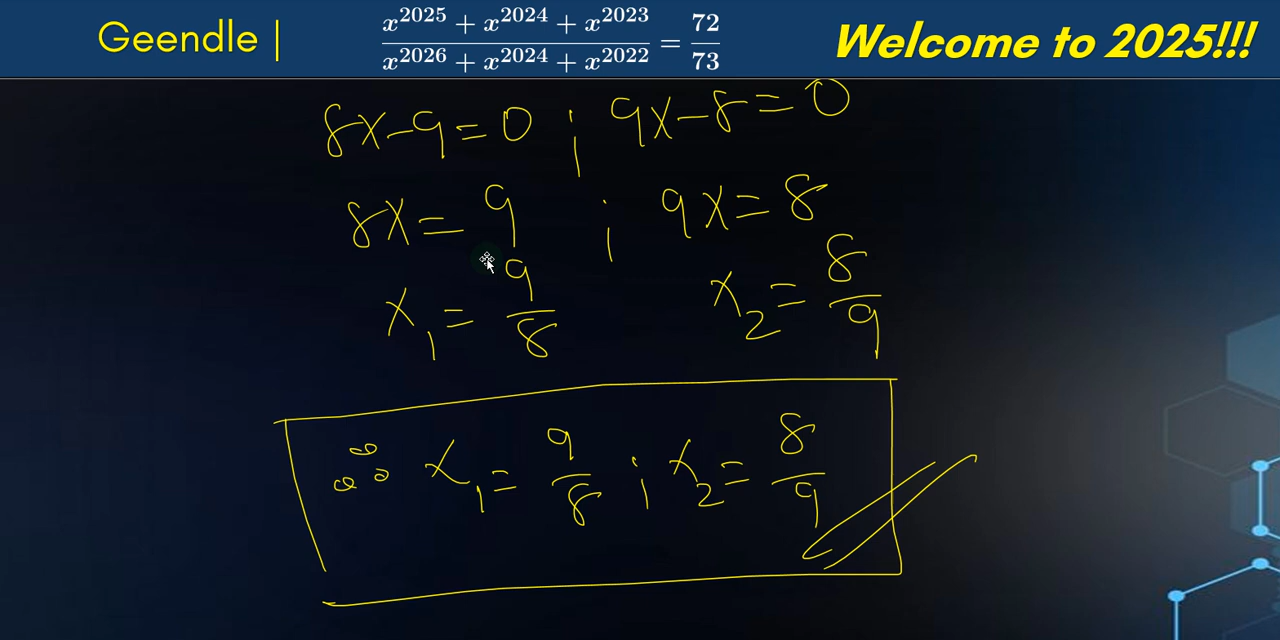 Geendle | (x^2025 + x^2024 + x^2023)/(x^2026 + x^2024 + x^2022) = 72/73 Welcome to 2025!!!
8x-9=0 ; 9x-8=0
8x=9 ; 9x=8
x₁=9/8 x₂=8/9
∴ x₁=9/8 ; x₂=8/9